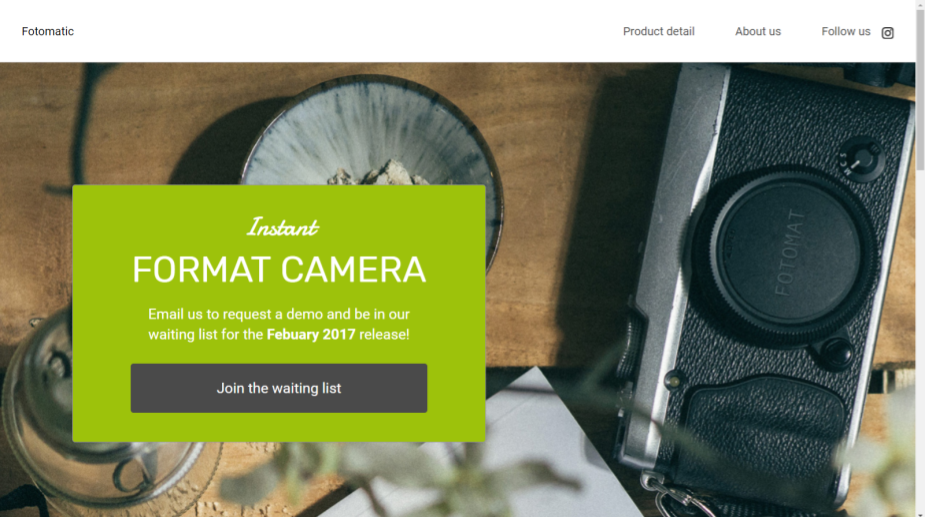 Fotomatic
Product detail
About us
Follow us
Instant
FORMAT CAMERA
Email us to request a demo and be in our
waiting list for the Febuary 2017 release!
Join the waiting list
FOTOMAT
S
C
M